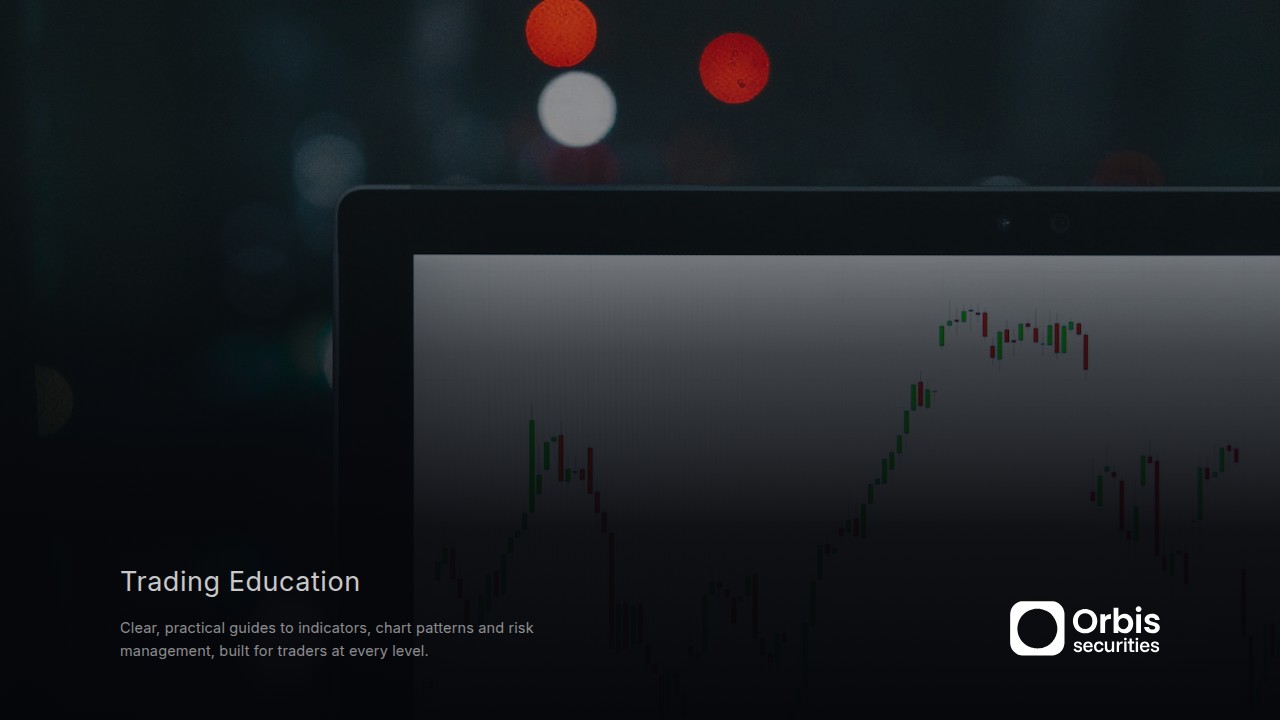 Trading Education
Clear, practical guides to indicators, chart patterns and risk
management, built for traders at every level.
Orbis
securities